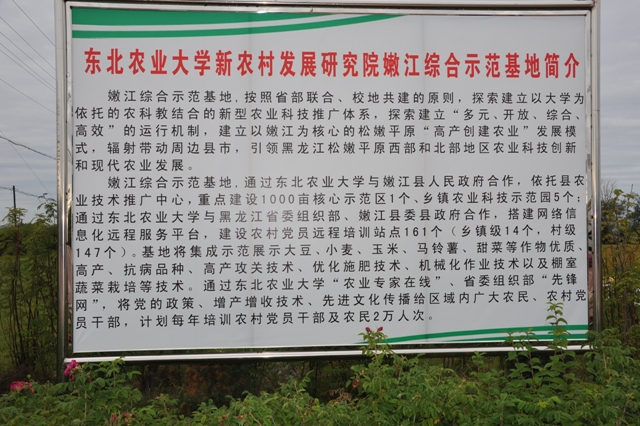 东北农业大学新农村发展研究院嫩江综合示范基地简介
嫩江综合示范基地,按照省部联合、校地共建的原则，探索建立以大学为
依托的农科教结合的新型农业科技推广体系，探索建立“多元、开放、综合、
高效”的运行机制，建立以嫩江为核心的松嫩平原“高产创建农业”发展模
式，辐射带动周边县市，引领黑龙江松嫩平原西部和北部地区农业科技创新
和现代农业发展。
嫩江综合示范基地，通过东北农业大学与嫩江县人民政府合作，依托县农
业技术推广中心，重点建设1000亩核心示范区1个、乡镇农业科技示范园5个；
通过东北农业大学与黑龙江省委组织部、嫩江县委县政府合作，搭建网络信
息化远程服务平台，建设农村党员远程培训站点161个（乡镇级14个，村级
147个）。基地将集成示范展示大豆、小麦、玉米、马铃薯、甜菜等作物优质、
高产、抗病品种、高产攻关技术、优化施肥技术、机械化作业技术以及棚室
蔬菜栽培等技术。通过东北农业大学“农业专家在线”、省委组织部“先锋
网”，将党的政策、增产增收技术、先进文化传播给区域内广大农民、农村党
员干部，计划每年培训农村党员干部及农民2万人次。